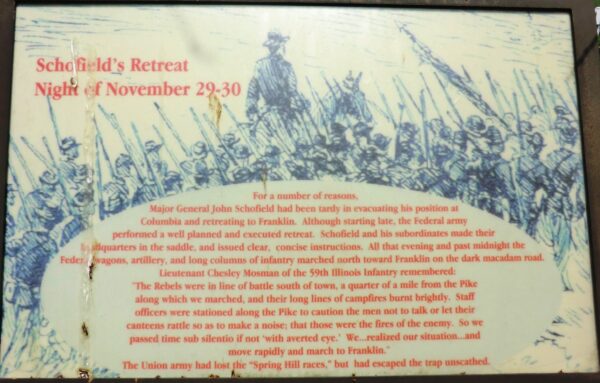 Schofield's Retreat
Night of November 29-30
For a number of reasons,
Major General John Schofield had been tardy in evacuating his position at
Columbia and retreating to Franklin. Although starting late, the Federal army
performed a well planned and executed retreat. Schofield and his subordinates made their
headquarters in the saddle, and issued clear, concise instructions. All that evening and past midnight the
Federal wagons, artillery, and long columns of infantry marched north toward Franklin on the dark macadam road.
Lieutenant Chesley Mosman of the 59th Illinois Infantry remembered:
"The Rebels were in line of battle south of town, a quarter of a mile from the Pike
along which we marched, and their long lines of campfires burnt brightly. Staff
officers were stationed along the Pike to caution the men not to talk or let their
canteens rattle so as to make a noise; that those were the fires of the enemy. So we
passed time sub silentio if not 'with averted eye.' We...realized our situation...and
move rapidly and march to Franklin."
The Union army had lost the "Spring Hill races," but had escaped the trap unscathed.